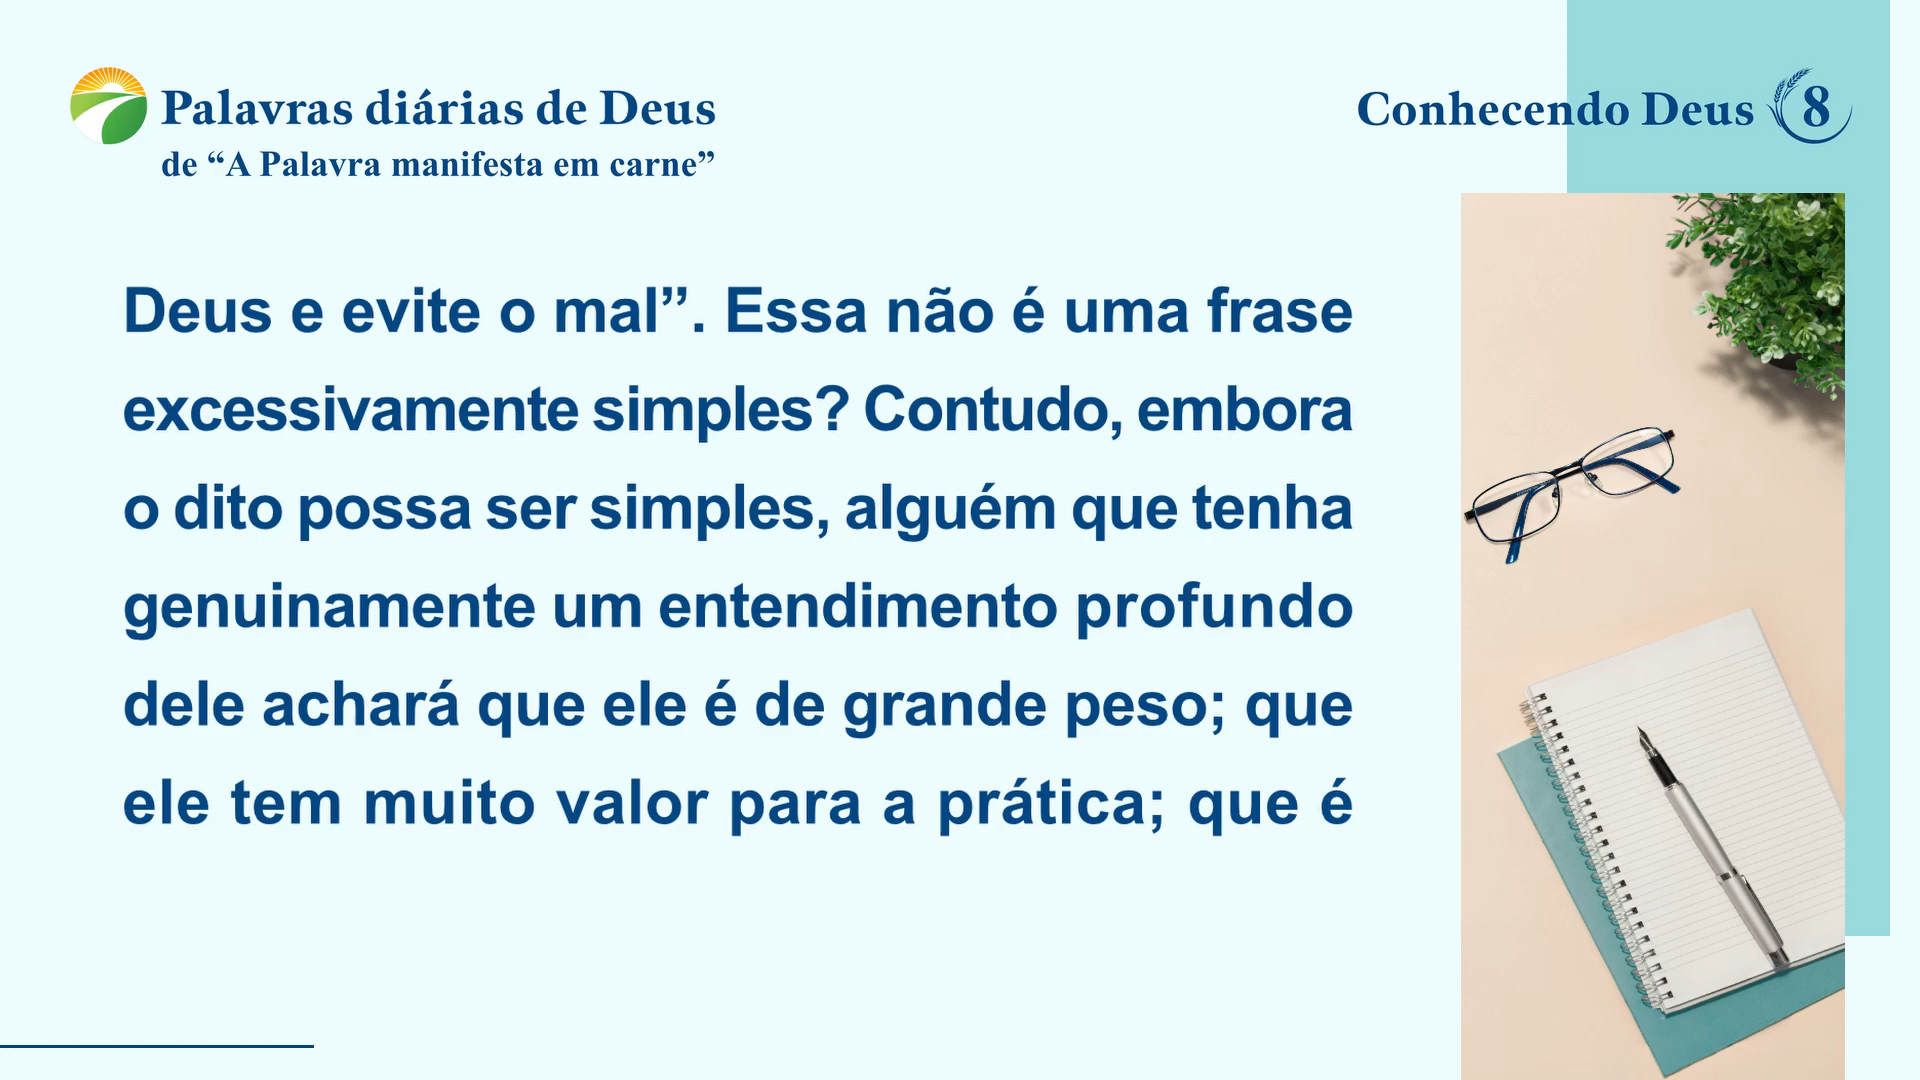 Palavras diárias de Deus
de “A Palavra manifesta em carne”
Conhecendo Deus 8
Deus e evite o mal”. Essa não é uma frase
excessivamente simples? Contudo, embora
o dito possa ser simples, alguém que tenha
genuinamente um entendimento profundo
dele achará que ele é de grande peso; que
ele tem muito valor para a prática; que é